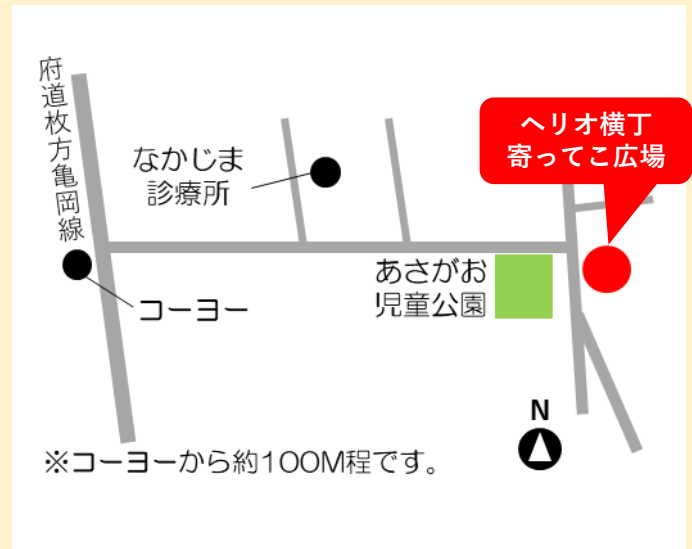 府道枚方亀岡線
なかじま
診療所
ヘリオ横丁
寄ってこ広場
コーヨー
あさがお
児童公園
N
※コーヨーから約100M程です。